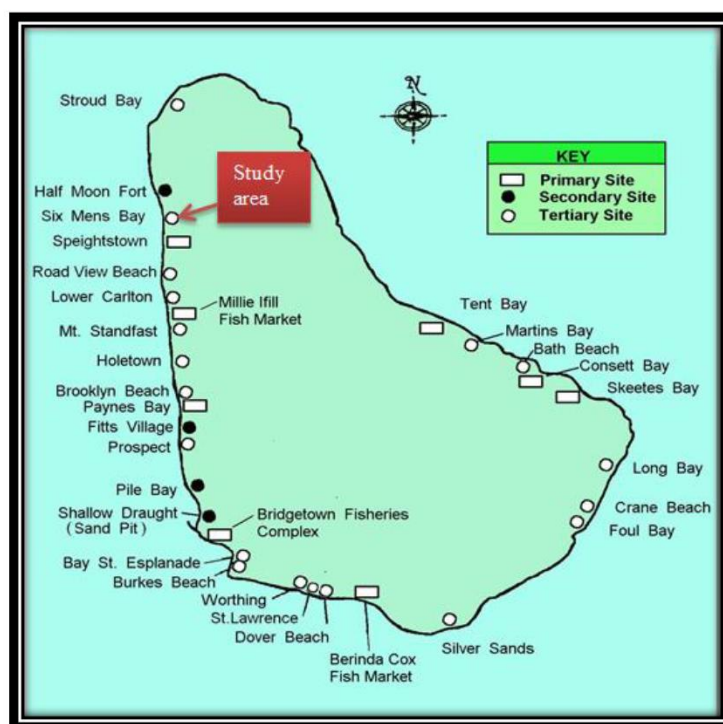 Stroud Bay
N
KEY
Primary Site
Secondary Site
Tertiary Site
Study
area
Half Moon Fort
Six Mens Bay
Speightstown
Road View Beach
Lower Carlton
Millie Ifill
Fish Market
Mt. Standfast
Holetown
Brooklyn Beach
Paynes Bay
Fitts Village
Prospect
Pile Bay
Shallow Draught
(Sand Pit)
Bridgetown Fisheries
Complex
Bay St. Esplanade
Burkes Beach
Worthing
St.Lawrence
Dover Beach
Berinda Cox
Fish Market
Silver Sands
Tent Bay
Martins Bay
Bath Beach
Consett Bay
Skeetes Bay
Long Bay
Crane Beach
Foul Bay